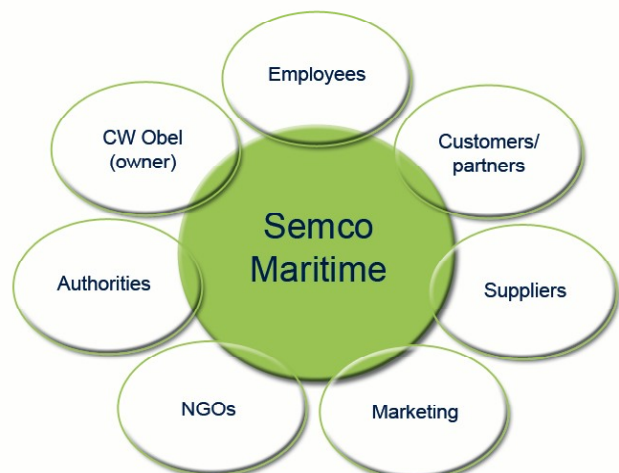 Employees
CW Obel
(owner)
Customers/
partners
Semco
Maritime
Authorities
Suppliers
NGOs
Marketing